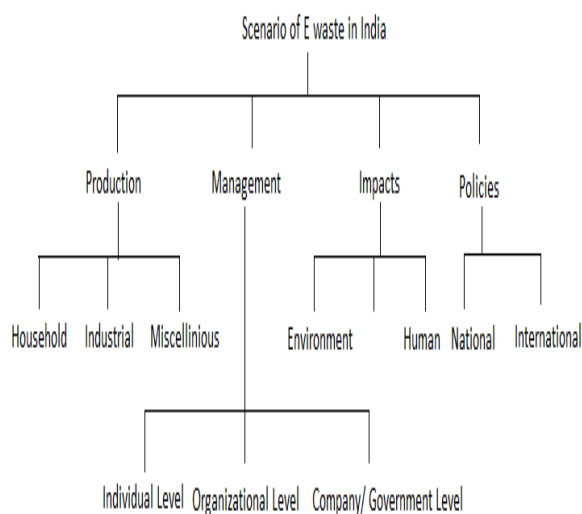 Scenario of E waste in India
Production Management Impacts Policies
Household Industrial Miscellinious Environment Human National International
Individual Level Organizational Level Company/ Government Level